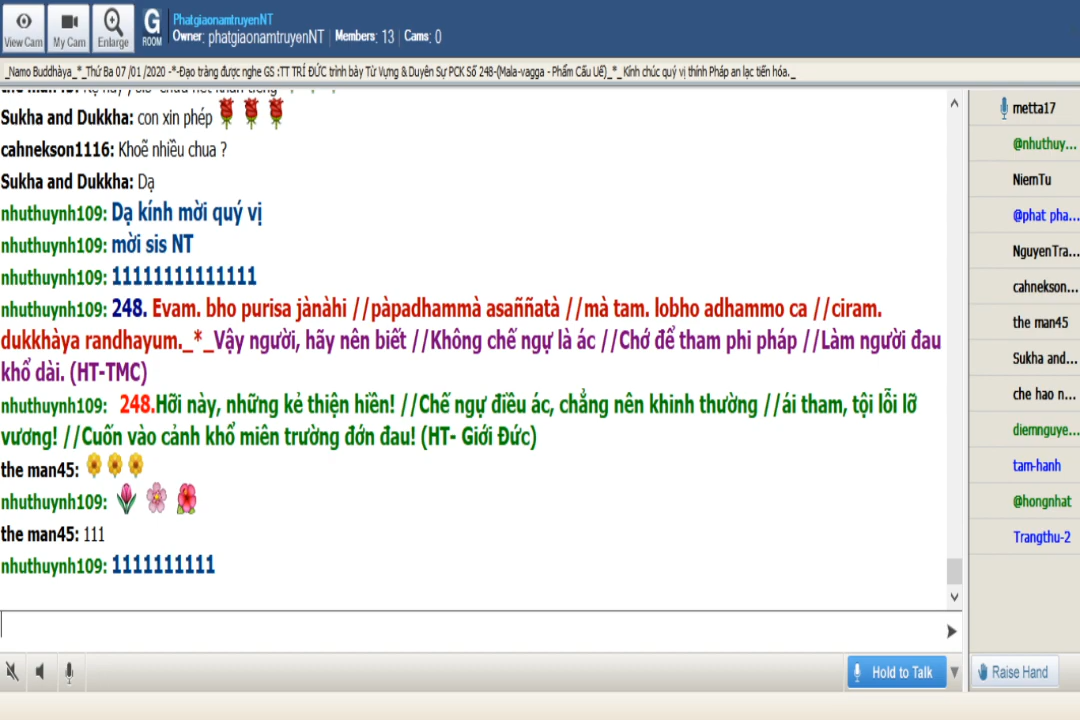 PhatgiaonamtruyenNT
View Cam My Cam Enlarge G ROOM Owner: phatgiaonamtruyenNT Members: 13 Cams: 0
_Namo Buddhàya_*_Thứ Ba 07 /01 /2020 -*-Đạo tràng được nghe GS :TT TRÍ ĐỨC trình bày Từ Vựng & Duyên Sự PCK Số 248-(Mala-vagga - Phẩm Cấu Uế)_*_ Kính chúc quý vị thính Pháp an lạc tiến hóa._
Sukha and Dukkha: con xin phép
cahnekson1116: Khoẽ nhiều chua ?
Sukha and Dukkha: Dạ
nhuthuynh109: Dạ kính mời quý vị
nhuthuynh109: mời sis NT
nhuthuynh109: 11111111111111
nhuthuynh109: 248. Evam. bho purisa jànàhi //pàpadhammà asaññatà //mà tam. lobho adhammo ca //ciram.
dukkhàya randhayum._*_Vậy người, hãy nên biết //Không chế ngự là ác //Chớ để tham phi pháp //Làm người đau
khổ dài. (HT-TMC)
nhuthuynh109: 248.Hỡi này, những kẻ thiện hiền! //Chế ngự điều ác, chẳng nên khinh thường //ái tham, tội lỗi lỡ
vương! //Cuốn vào cảnh khổ miên trường đớn đau! (HT- Giới Đức)
the man45:
nhuthuynh109:
the man45: 111
nhuthuynh109: 1111111111
metta17
@nhuthuy...
NiemTu
@phat pha...
NguyenTra...
cahnekson...
the man45
Sukha and...
che hao n...
diemnguye...
tam-hanh
@hongnhat
Trangthu-2
Hold to Talk
Raise Hand